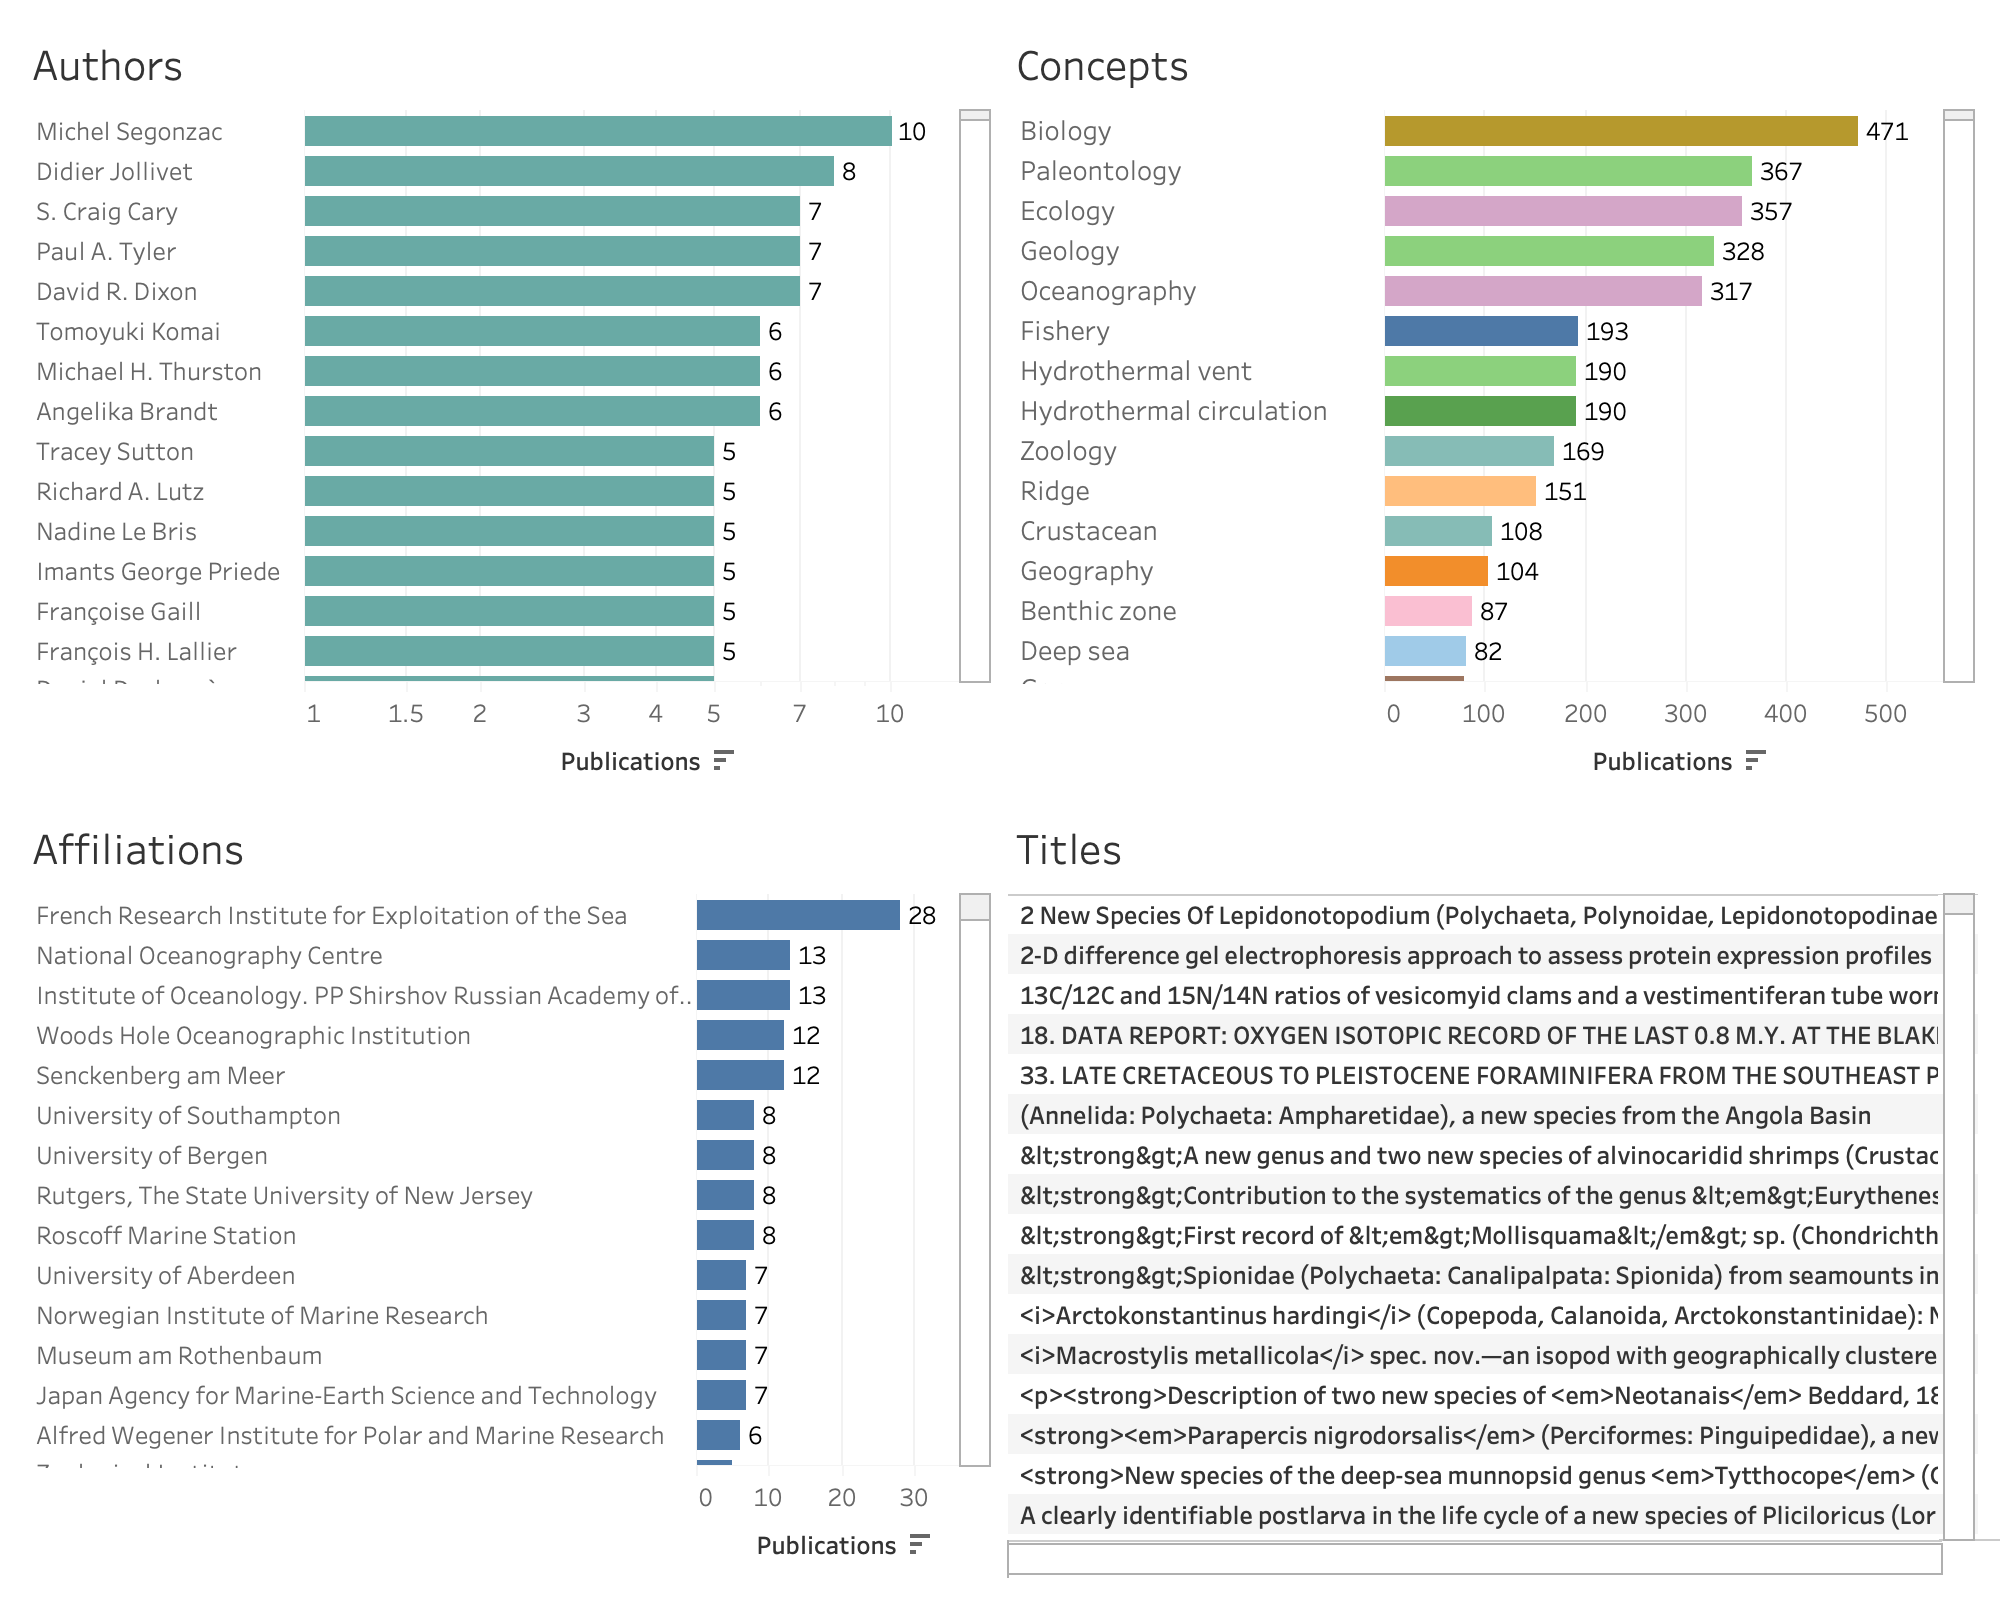 Authors
Michel Segonzac 10
Didier Jollivet 8
S. Craig Cary 7
Paul A. Tyler 7
David R. Dixon 7
Tomoyuki Komai 6
Michael H. Thurston 6
Angelika Brandt 6
Tracey Sutton 5
Richard A. Lutz 5
Nadine Le Bris 5
Imants George Priede 5
Françoise Gaill 5
François H. Lallier 5
1 1.5 2 3 4 5 7 10
Publications
Concepts
Biology 471
Paleontology 367
Ecology 357
Geology 328
Oceanography 317
Fishery 193
Hydrothermal vent 190
Hydrothermal circulation 190
Zoology 169
Ridge 151
Crustacean 108
Geography 104
Benthic zone 87
Deep sea 82
0 100 200 300 400 500
Publications
Affiliations
French Research Institute for Exploitation of the Sea 28
National Oceanography Centre 13
Institute of Oceanology. PP Shirshov Russian Academy of.. 13
Woods Hole Oceanographic Institution 12
Senckenberg am Meer 12
University of Southampton 8
University of Bergen 8
Rutgers, The State University of New Jersey 8
Roscoff Marine Station 8
University of Aberdeen 7
Norwegian Institute of Marine Research 7
Museum am Rothenbaum 7
Japan Agency for Marine-Earth Science and Technology 7
Alfred Wegener Institute for Polar and Marine Research 6
0 10 20 30
Publications
Titles
2 New Species Of Lepidonotopodium (Polychaeta, Polynoidae, Lepidonotopodinae
2-D difference gel electrophoresis approach to assess protein expression profiles
13C/12C and 15N/14N ratios of vesicomyid clams and a vestimentiferan tube
18. DATA REPORT: OXYGEN ISOTOPIC RECORD OF THE LAST 0.8 M.Y. AT THE
33. LATE CRETACEOUS TO PLEISTOCENE FORAMINIFERA FROM THE SOUTHEAST P
(Annelida: Polychaeta: Ampharetidae), a new species from the Angola Basin
&lt;strong&gt;A new genus and two new species of alvinocaridid shrimps (Crustac
&lt;strong&gt;Contribution to the systematics of the genus &lt;em&gt;Eurythenes
&lt;strong&gt;First record of &lt;em&gt;Mollisquama&lt;/em&gt; sp. (Chondrichth
&lt;strong&gt;Spionidae (Polychaeta: Canalipalpata: Spionida) from seamounts in
<i>Arctokonstantinus hardingi</i> (Copepoda, Calanoida, Arctokonstantinidae):
<i>Macrostylis metallicola</i> spec. nov.—an isopod with geographically clustere
<p><strong>Description of two new species of <em>Neotanais</em> Beddard, 18
<strong><em>Parapercis nigrodorsalis</em> (Perciformes: Pinguipedidae), a new
<strong>New species of the deep-sea munnopsid genus <em>Tytthocope</em>
A clearly identifiable postlarva in the life cycle of a new species of Pliciloricus (Lor